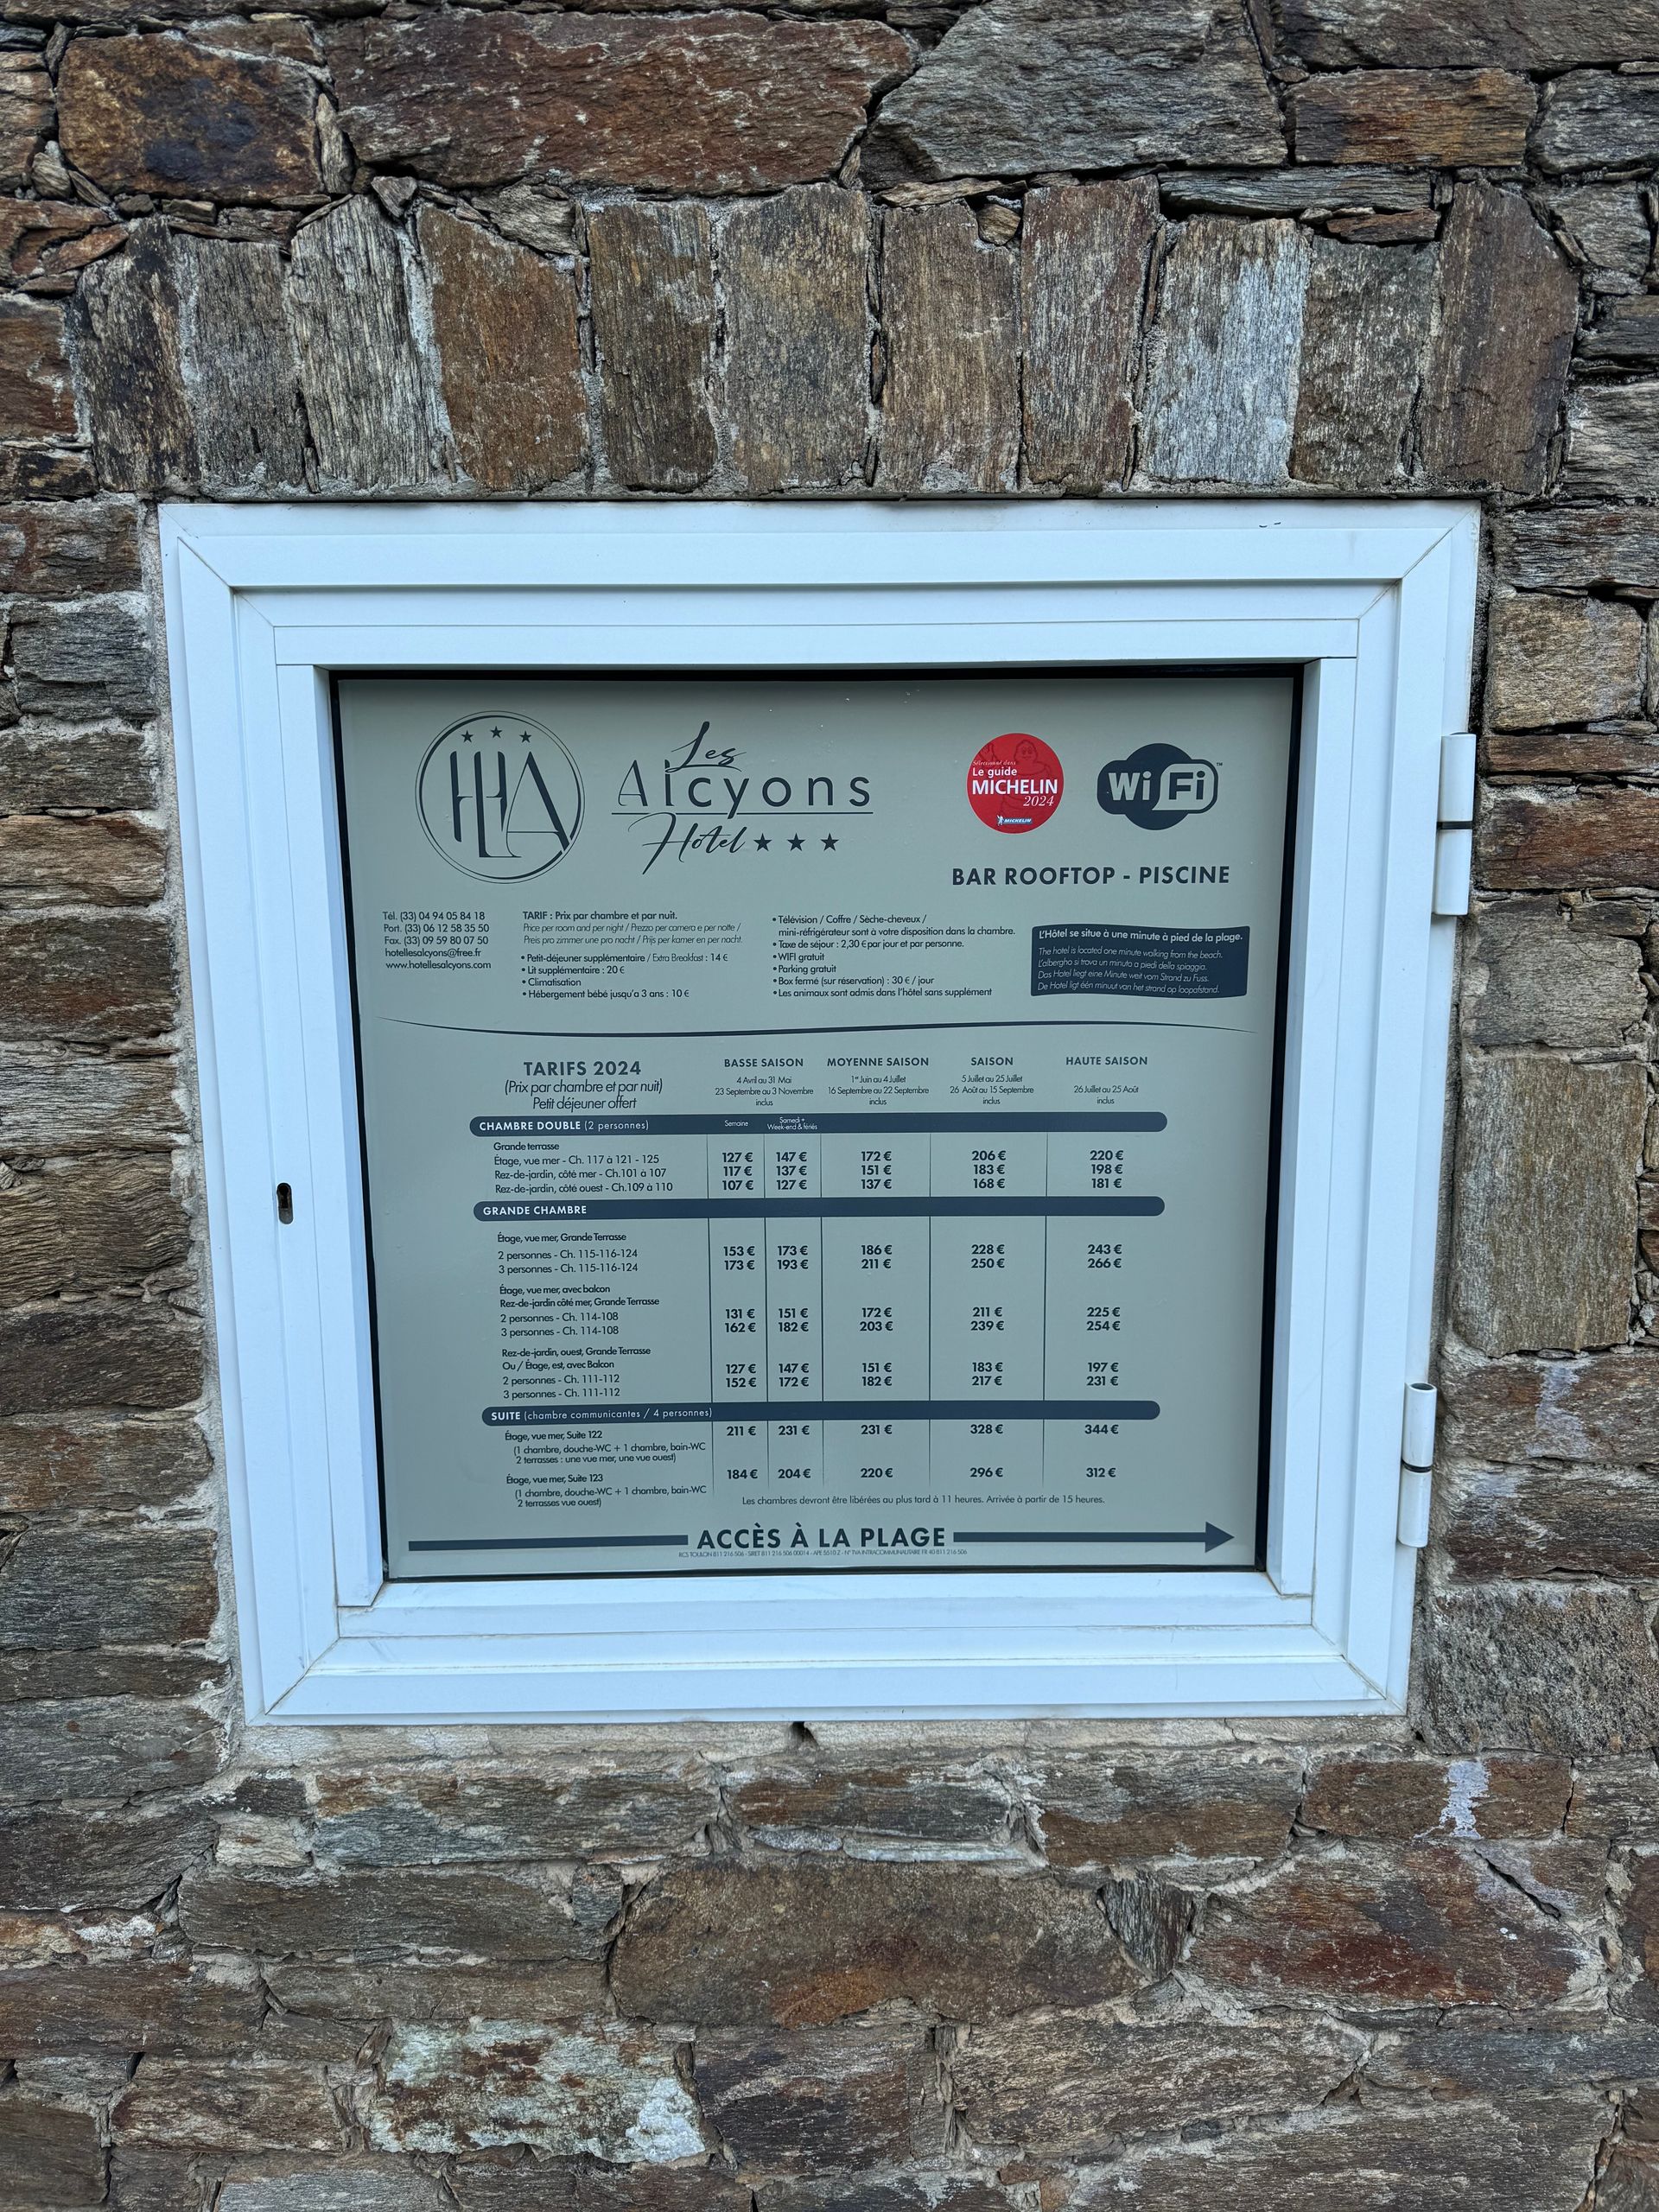 HA
Les
Alcyons
Hôtel ★ ★ ★
Sélectionné dans
Le guide
MICHELIN
2024
MICHELIN
Wi Fi™
BAR ROOFTOP - PISCINE
Tél. (33) 04 94 05 84 18
Port. (33) 06 12 58 35 50
Fax. (33) 09 59 80 07 50
hotellesalcyons@free.fr
www.hotellesalcyons.com
TARIF : Prix par chambre et par nuit.
Price per room and per night / Prezzo per camera e per notte /
Preis pro zimmer une pro nacht / Prijs per kamer en per nacht.
• Petit-déjeuner supplémentaire / Extra Breakfast : 14 €
• Lit supplémentaire : 20 €
• Climatisation
• Hébergement bébé jusqu'a 3 ans : 10 €
• Télévision / Coffre / Sèche-cheveux /
mini-réfrigérateur sont à votre disposition dans la chambre.
• Taxe de séjour : 2,30 € par jour et par personne.
• WIFI gratuit
• Parking gratuit
• Box fermé (sur réservation) : 30 € / jour
• Les animaux sont admis dans l'hôtel sans supplément
L'Hôtel se situe à une minute à pied de la plage.
The hotel is located one minute walking from the beach.
L'albergho si trova un minuto a piedi della spiaggia.
Das Hotel liegt eine Minute weit vom Strand zu Fuss.
De Hotel ligt één minuut van het strand op loopafstand.
TARIFS 2024
(Prix par chambre et par nuit)
Petit déjeuner offert
BASSE SAISON
4 Avril au 31 Mai
23 Septembre au 3 Novembre
inclus
MOYENNE SAISON
1er Juin au 4 Juillet
16 Septembre au 22 Septembre
inclus
SAISON
5 Juillet au 25 Juillet
26 Août au 15 Septembre
inclus
HAUTE SAISON
26 Juillet au 25 Août
inclus
CHAMBRE DOUBLE (2 personnes) Semaine Samedi + Week-end & fériés
Grande terrasse
Étage, vue mer - Ch. 117 à 121 - 125 127 € 147 € 172 € 206 € 220 €
Rez-de-jardin, côté mer - Ch.101 à 107 117 € 137 € 151 € 183 € 198 €
Rez-de-jardin, côté ouest - Ch.109 à 110 107 € 127 € 137 € 168 € 181 €
GRANDE CHAMBRE
Étage, vue mer, Grande Terrasse
2 personnes - Ch. 115-116-124 153 € 173 € 186 € 228 € 243 €
3 personnes - Ch. 115-116-124 173 € 193 € 211 € 250 € 266 €
Étage, vue mer, avec balcon
Rez-de-jardin côté mer, Grande Terrasse
2 personnes - Ch. 114-108 131 € 151 € 172 € 211 € 225 €
3 personnes - Ch. 114-108 162 € 182 € 203 € 239 € 254 €
Rez-de-jardin, ouest, Grande Terrasse
Ou / Étage, est, avec Balcon
2 personnes - Ch. 111-112 127 € 147 € 151 € 183 € 197 €
3 personnes - Ch. 111-112 152 € 172 € 182 € 217 € 231 €
SUITE (chambre communicantes / 4 personnes)
Étage, vue mer, Suite 122 211 € 231 € 231 € 328 € 344 €
(1 chambre, douche-WC + 1 chambre, bain-WC
2 terrasses : une vue mer, une vue ouest)
Étage, vue mer, Suite 123 184 € 204 € 220 € 296 € 312 €
(1 chambre, douche-WC + 1 chambre, bain-WC
2 terrasses vue ouest)
Les chambres devront être libérées au plus tard à 11 heures. Arrivée à partir de 15 heures.
ACCÈS À LA PLAGE
RCS TOULON 811 216 506 - SIRET 811 216 506 00014 - APE 5510 Z - N° TVA INTRACOMMUNAUTAIRE FR 40 811 216 506